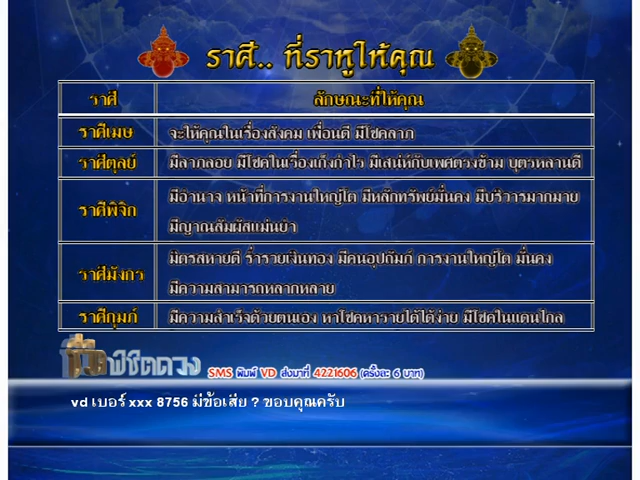 ราศี.. ที่ราหูให้คุณ
ราศี ลักษณะที่ให้คุณ
ราศีเมษ จะให้คุณในเรื่องสังคม เพื่อนดี มีโชคลาภ
ราศีตุลย์ มีลาภลอย มีโชคในเรื่องเก็งกำไร มีเสน่ห์กับเพศตรงข้าม บุตรหลานดี
ราศีพิจิก มีอำนาจ หน้าที่การงานใหญ่โต มีหลักทรัพย์มั่นคง มีบริวารมากมาย
มีญาณสัมผัสแม่นยำ
ราศีมังกร มิตรสหายดี ร่ำรวยเงินทอง มีคนอุปถัมภ์ การงานใหญ่โต มั่นคง
มีความสามารถหลากหลาย
ราศีกุมภ์ มีความสำเร็จด้วยตนเอง หาโชคหารายได้ได้ง่าย มีโชคในแดนไกล
พิชิตดวง
SMS พิมพ์ VD ส่งมาที่ 4221606 (ครั้งละ 6 บาท)
vd เบอร์ xxx 8756 มีข้อเสีย ? ขอบคุณครับ